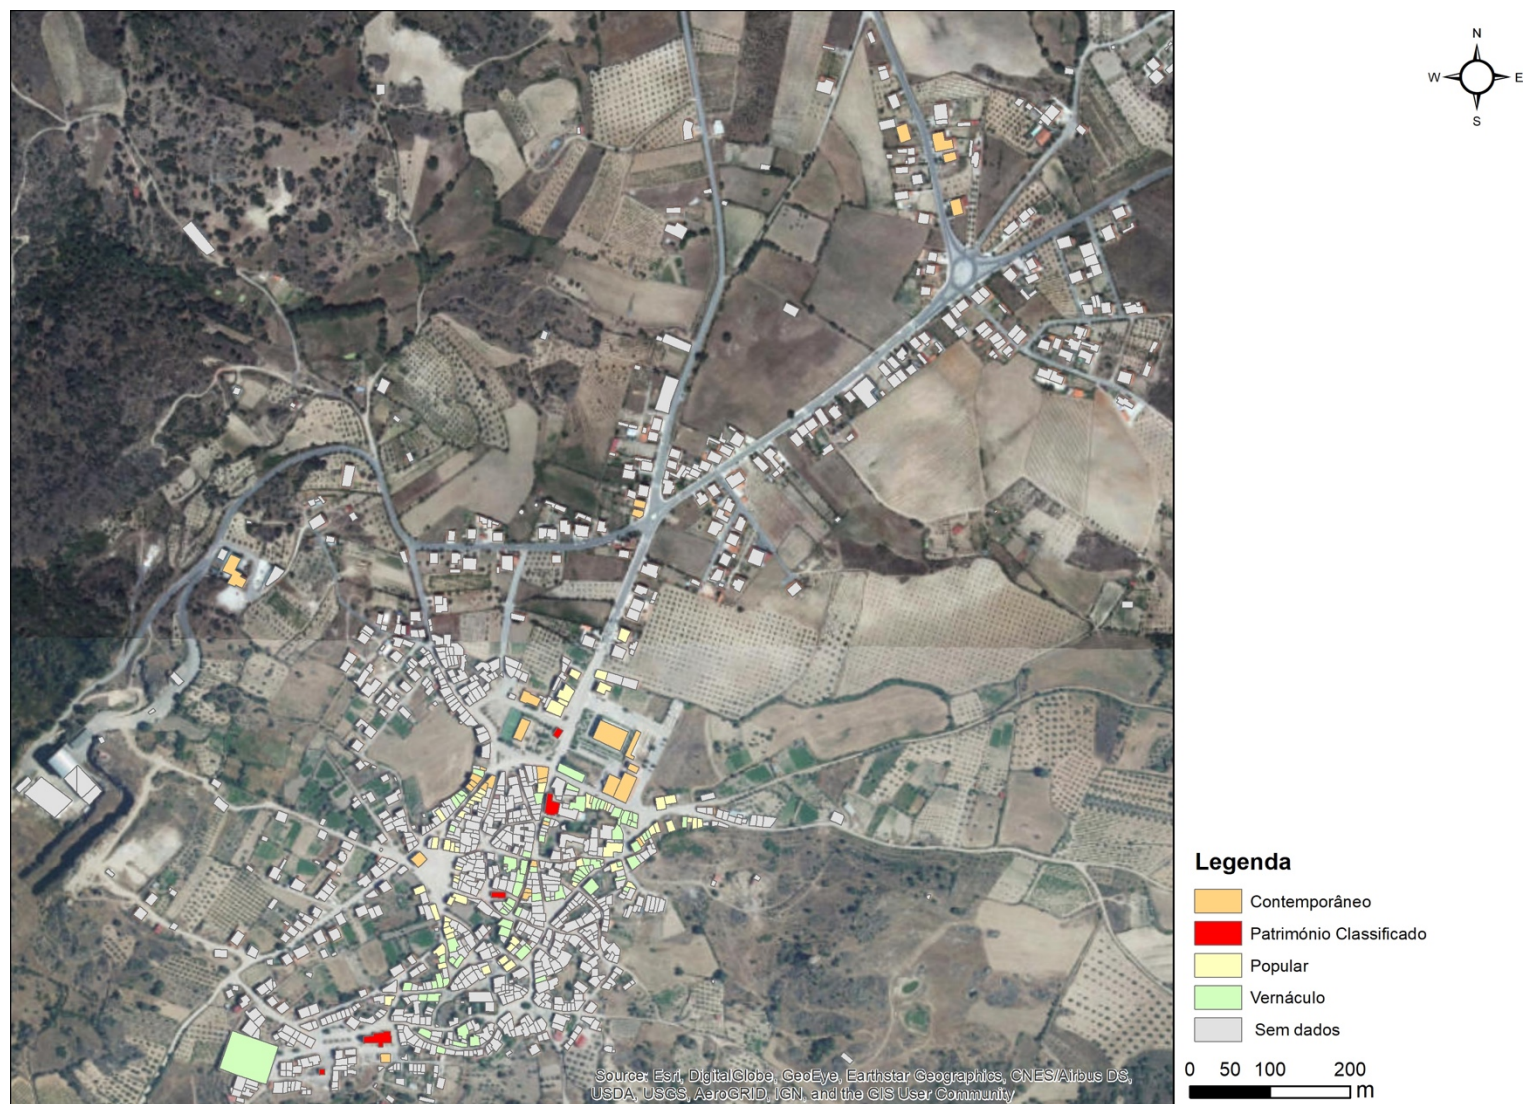 N
W E
S
Legenda
Contemporâneo
Património Classificado
Popular
Vernáculo
Sem dados
0 50 100 200
m
Source: Esri, DigitalGlobe, GeoEye, Earthstar Geographics, CNES/Airbus DS,
USDA, USGS, AeroGRID, IGN, and the GIS User Community